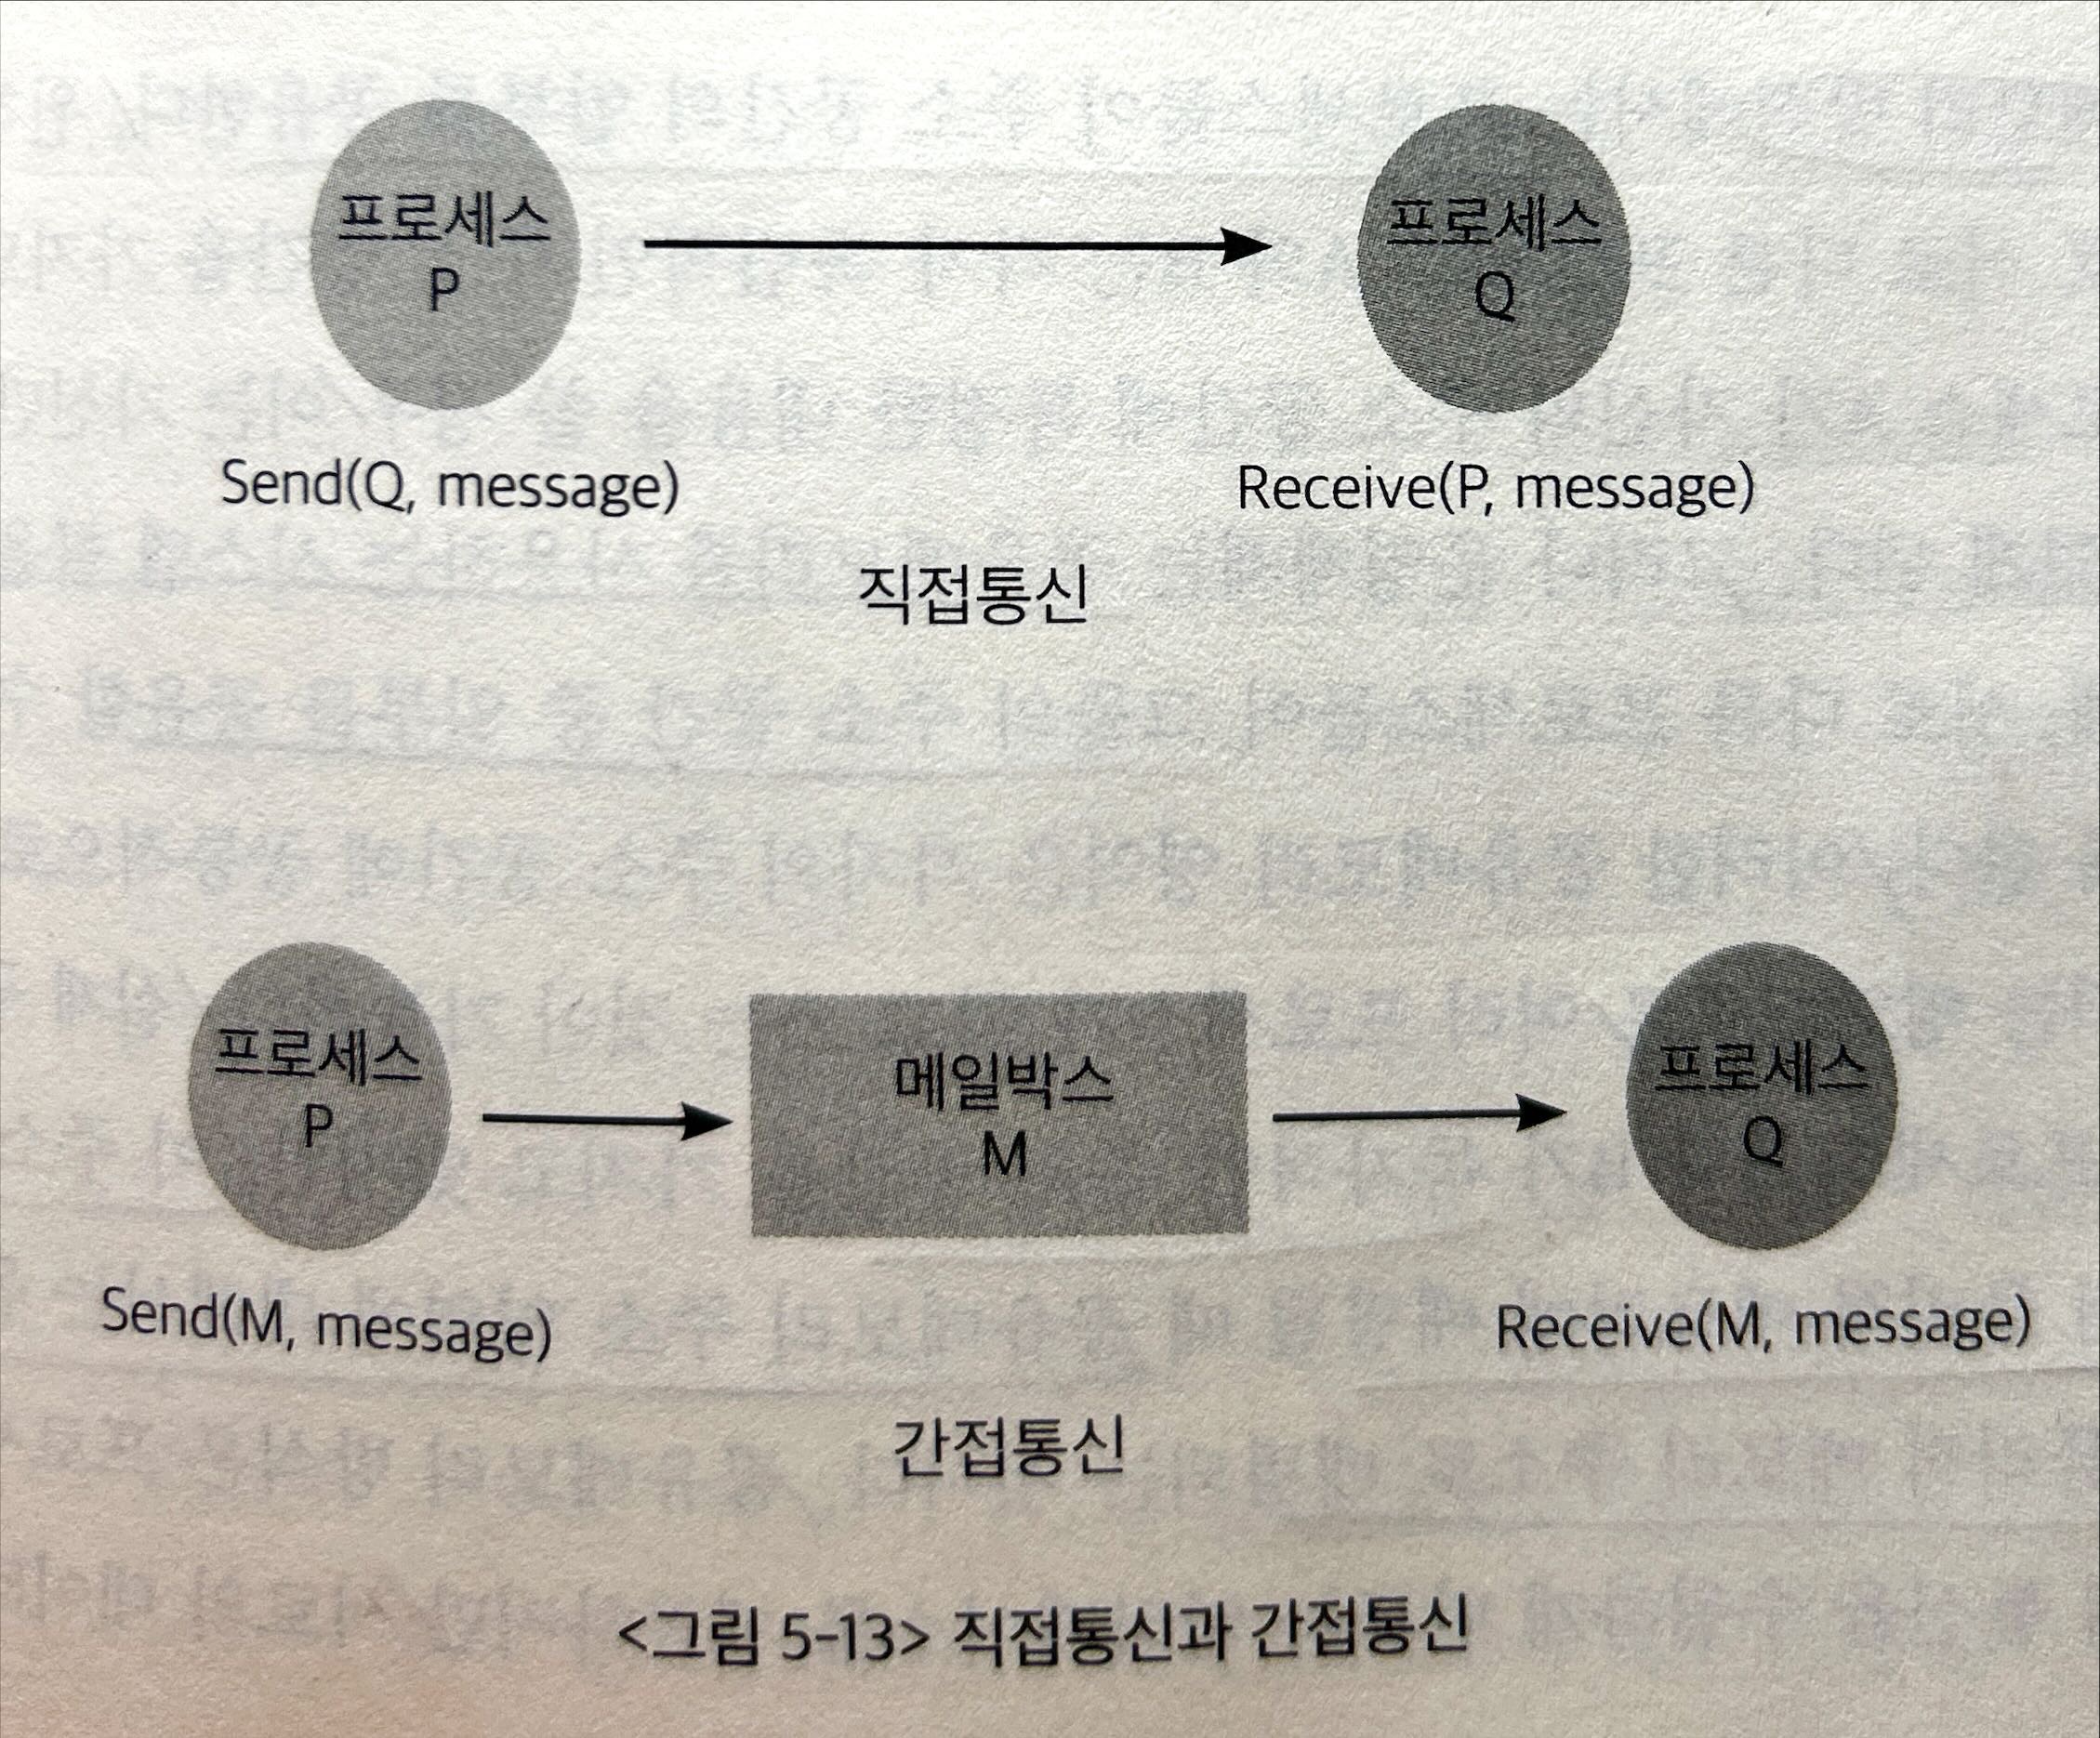 프로세스
P
프로세스
Q
Send(Q, message)
Receive(P, message)
직접통신
프로세스
P
메일박스
M
프로세스
Q
Send(M, message)
Receive(M, message)
간접통신
<그림 5-13> 직접통신과 간접통신